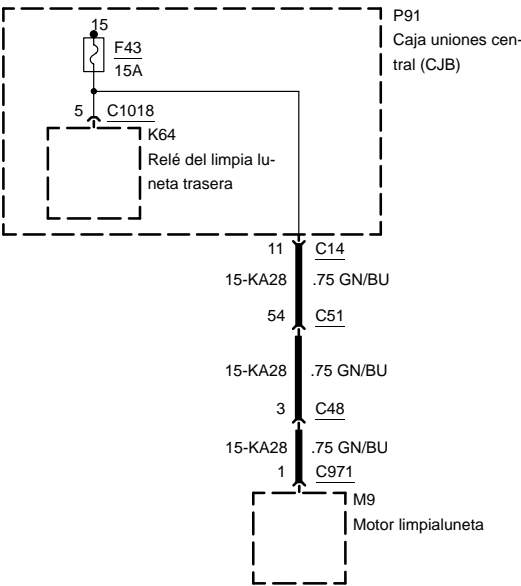 P91
Caja uniones cen-
tral (CJB)
15
F43
15A
5 C1018
K64
Relé del limpia lu-
neta trasera
11 C14
15-KA28 .75 GN/BU
54 C51
15-KA28 .75 GN/BU
3 C48
15-KA28 .75 GN/BU
1 C971
M9
Motor limpialuneta